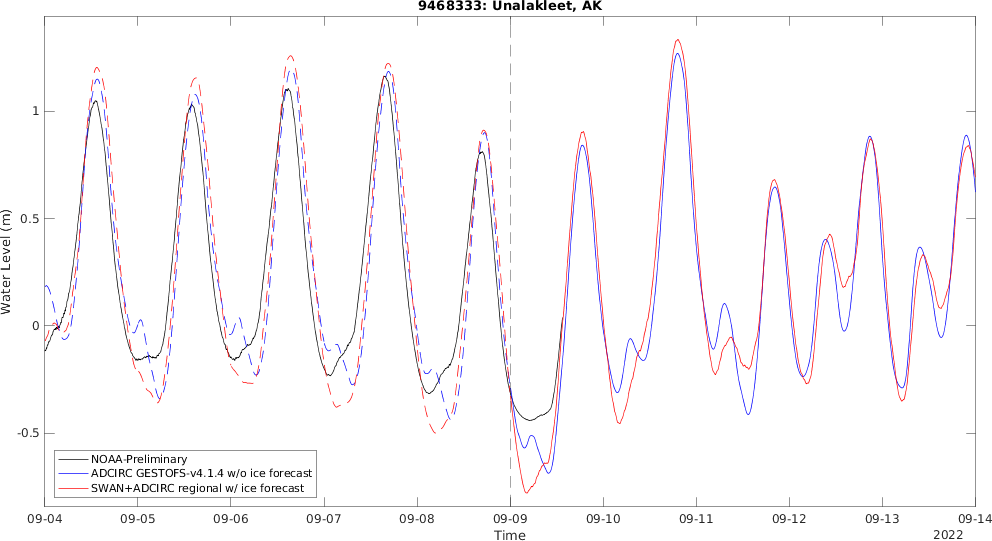 9468333: Unalakleet, AK
Water Level (m)
1
0.5
0
-0.5
NOAA-Preliminary
ADCIRC GESTOFS-v4.1.4 w/o ice forecast
SWAN+ADCIRC regional w/ ice forecast
09-04 09-05 09-06 09-07 09-08 09-09 09-10 09-11 09-12 09-13 09-14
Time
2022